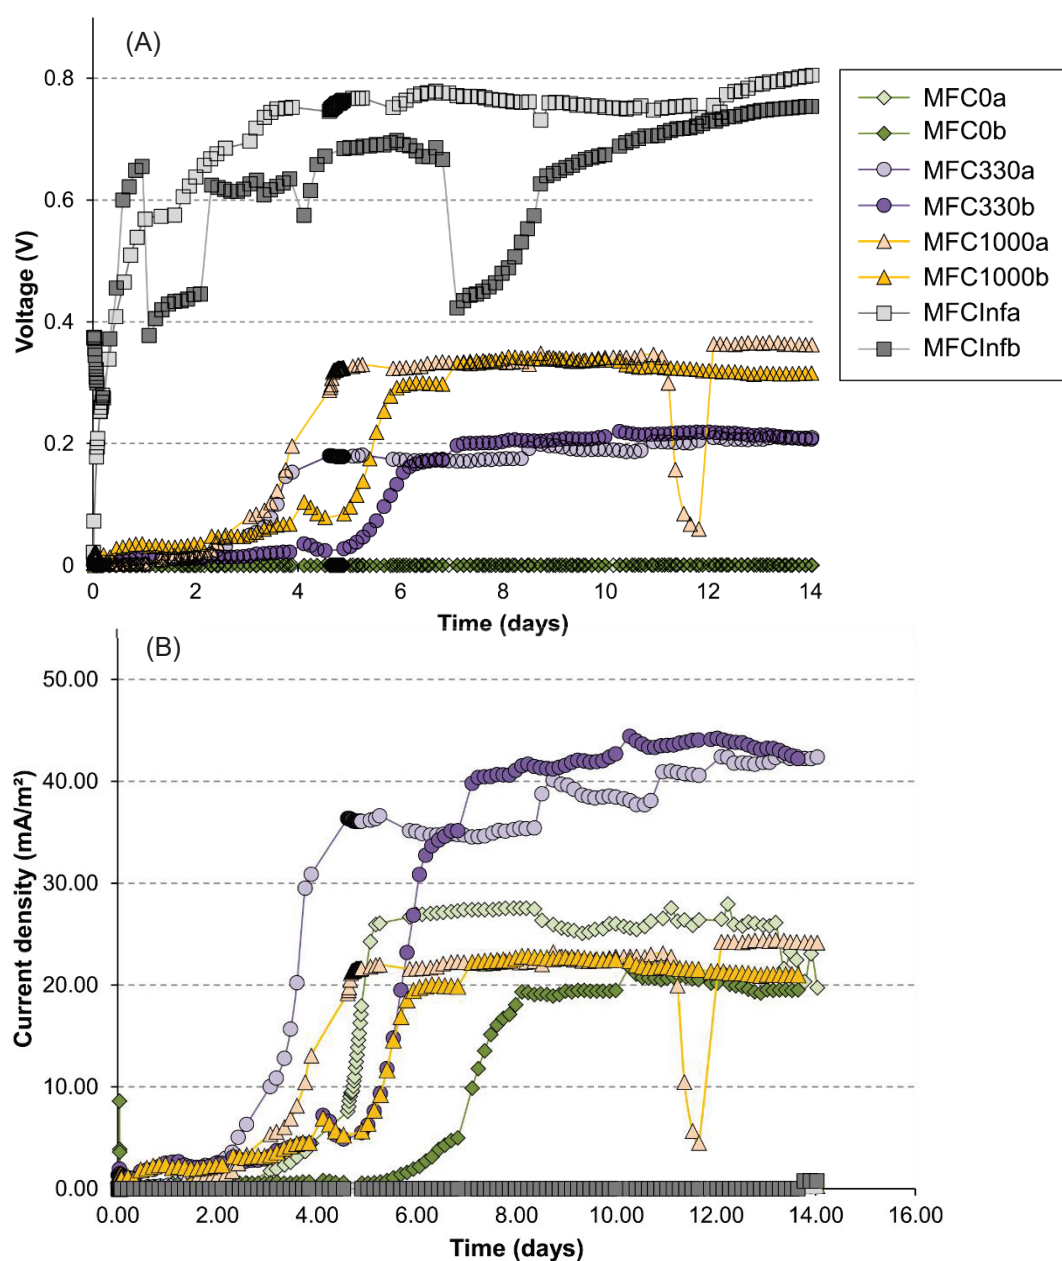 (A)
0.8
0.6
0.4
0.2
0
Voltage (V)
0 2 4 6 8 10 12 14
Time (days)
MFC0a
MFC0b
MFC330a
MFC330b
MFC1000a
MFC1000b
MFCInfa
MFCInfb
(B)
50.00
40.00
30.00
20.00
10.00
0.00
Current density (mA/m²)
0.00 2.00 4.00 6.00 8.00 10.00 12.00 14.00 16.00
Time (days)